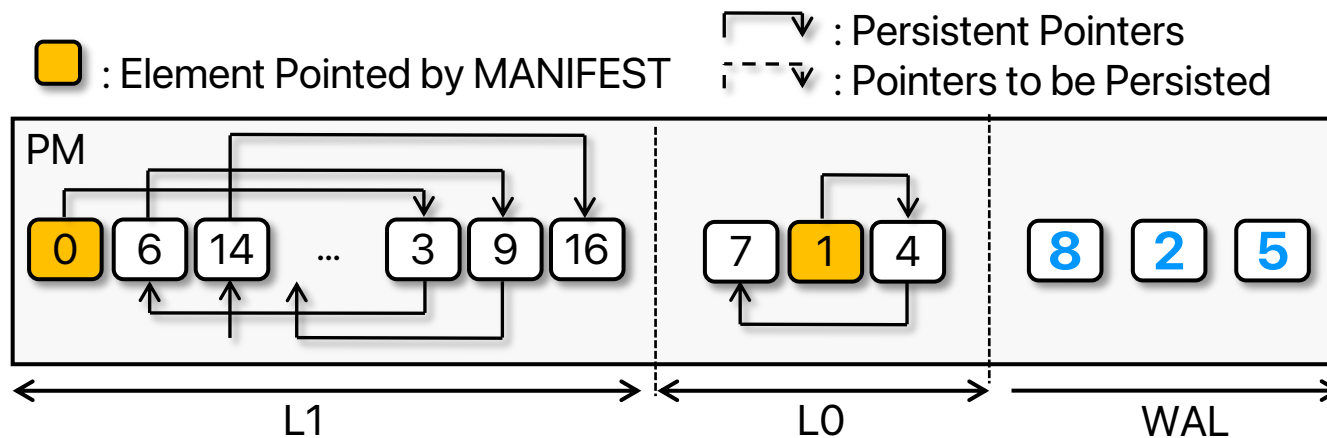 : Element Pointed by MANIFEST
: Persistent Pointers
: Pointers to be Persisted
PM
0 6 14 ... 3 9 16 7 1 4 8 2 5
L1 L0 WAL